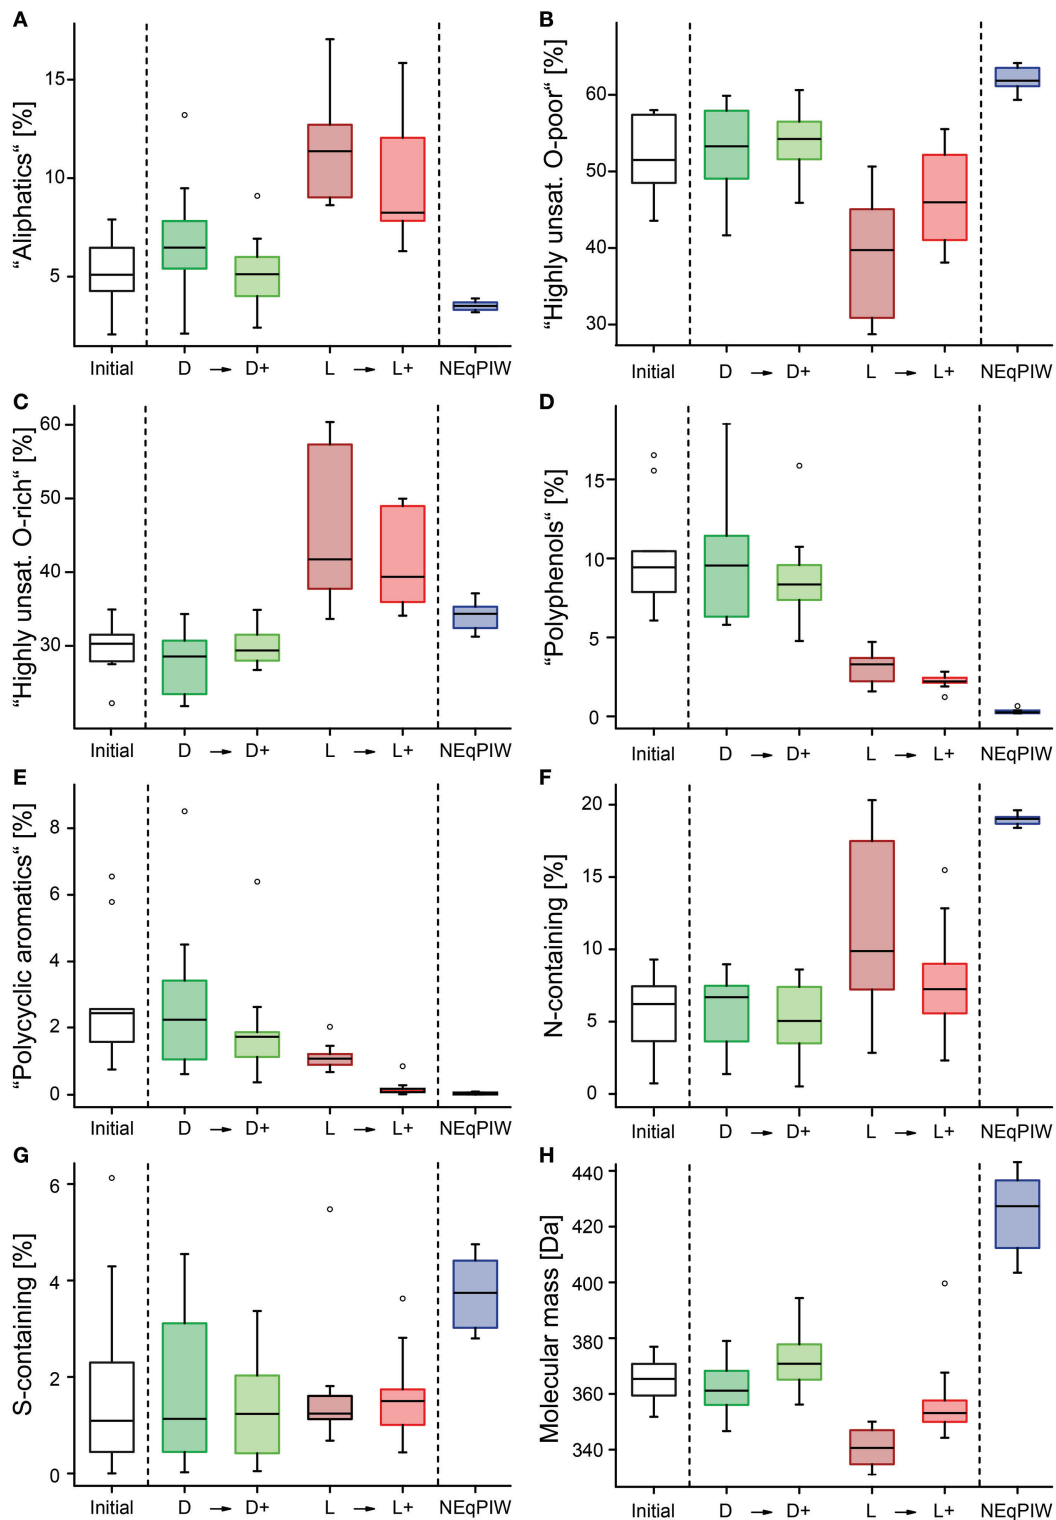 A
“Aliphatics“ [%]
15
10
5
Initial D → D+ L → L+ NEqPIW
B
“Highly unsat. O-poor“ [%]
60
50
40
30
Initial D → D+ L → L+ NEqPIW
C
“Highly unsat. O-rich“ [%]
60
50
40
30
Initial D → D+ L → L+ NEqPIW
D
“Polyphenols“ [%]
15
10
5
0
Initial D → D+ L → L+ NEqPIW
E
“Polycyclic aromatics“ [%]
8
6
4
2
0
Initial D → D+ L → L+ NEqPIW
F
N-containing [%]
20
15
10
5
0
Initial D → D+ L → L+ NEqPIW
G
S-containing [%]
6
4
2
0
Initial D → D+ L → L+ NEqPIW
H
Molecular mass [Da]
440
420
400
380
360
340
Initial D → D+ L → L+ NEqPIW